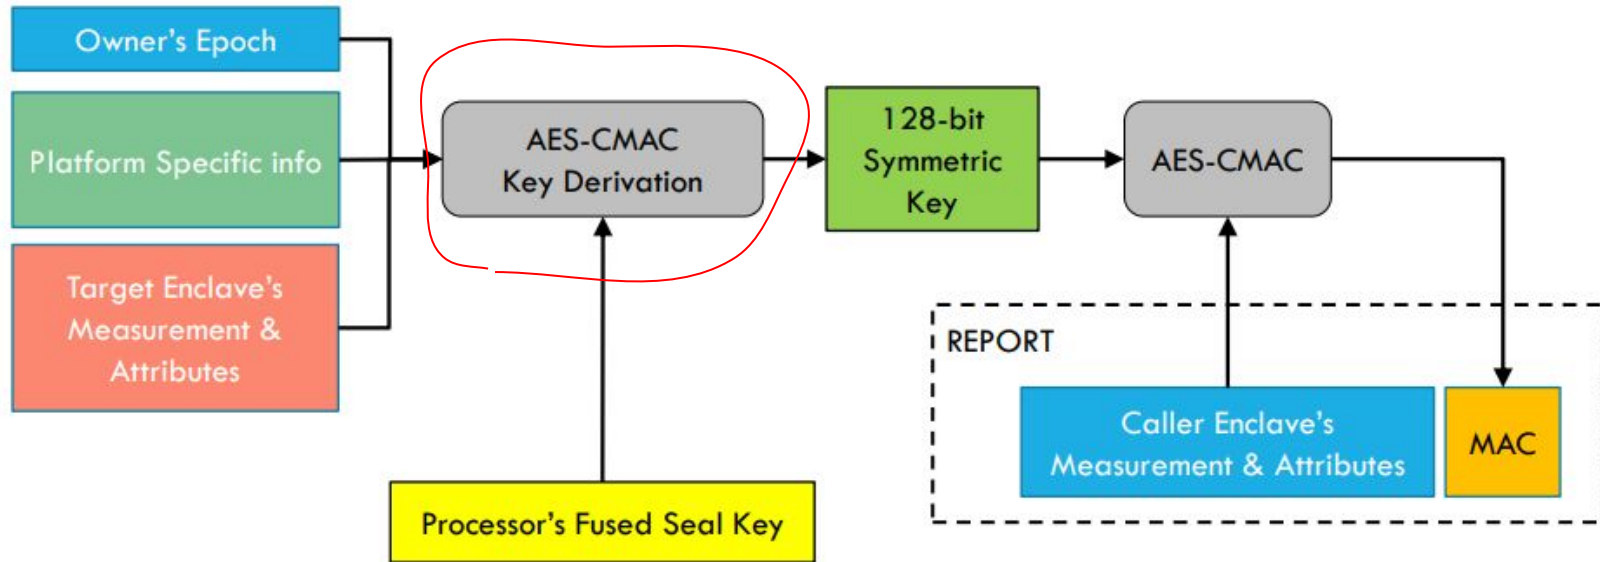 Owner's Epoch
Platform Specific info
Target Enclave's
Measurement &
Attributes
AES-CMAC
Key Derivation
Processor's Fused Seal Key
128-bit
Symmetric
Key
AES-CMAC
REPORT
Caller Enclave's
Measurement & Attributes
MAC